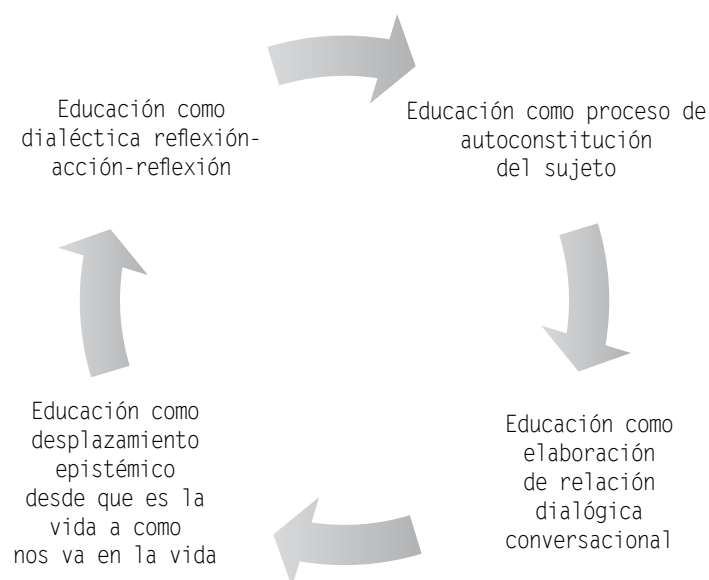 Educación como
dialéctica reflexión-
acción-reflexión
Educación como proceso de
autoconstitución
del sujeto
Educación como
elaboración
de relación
dialógica
conversacional
Educación como
desplazamiento
epistémico
desde que es la
vida a como
nos va en la vida